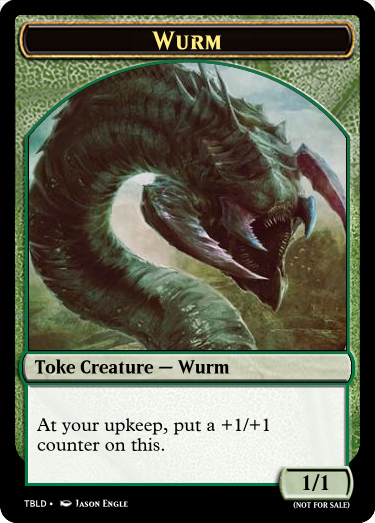 Wurm
Toke Creature — Wurm
At your upkeep, put a +1/+1
counter on this.
1/1
TBLD • Jason Engle
(NOT FOR SALE)